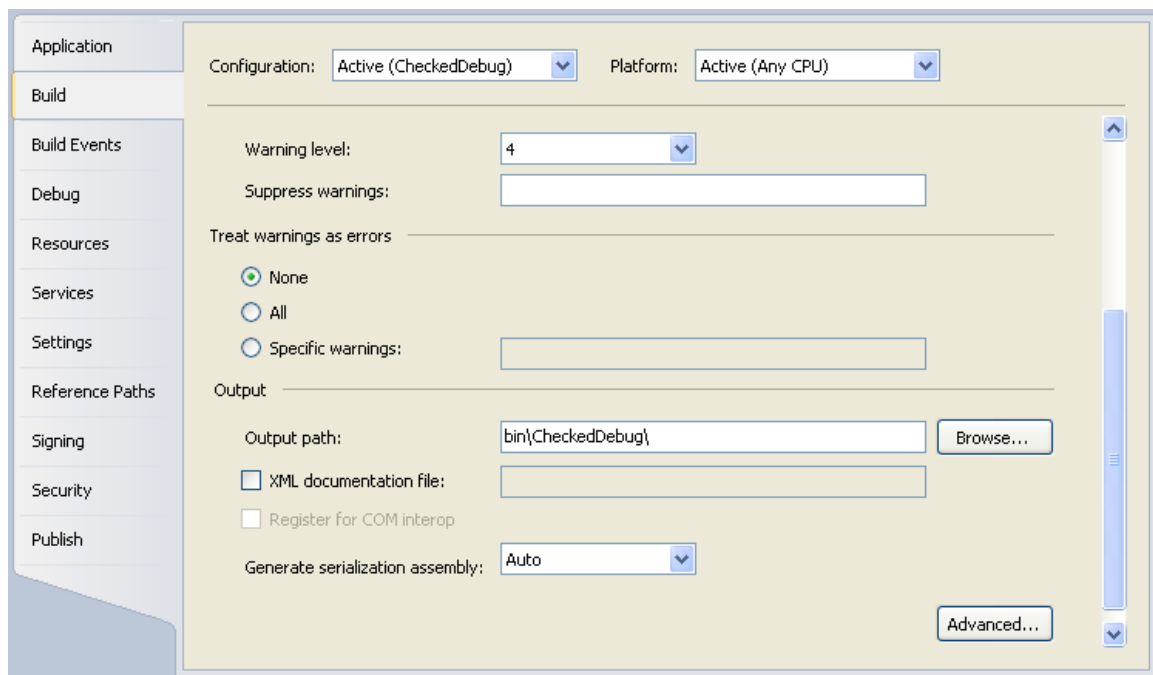 Application
Build
Build Events
Debug
Resources
Services
Settings
Reference Paths
Signing
Security
Publish
Configuration: Active (CheckedDebug) Platform: Active (Any CPU)
Warning level: 4
Suppress warnings:
Treat warnings as errors
None
All
Specific warnings:
Output
Output path: bin\CheckedDebug\ Browse...
XML documentation file:
Register for COM interop
Generate serialization assembly: Auto
Advanced...